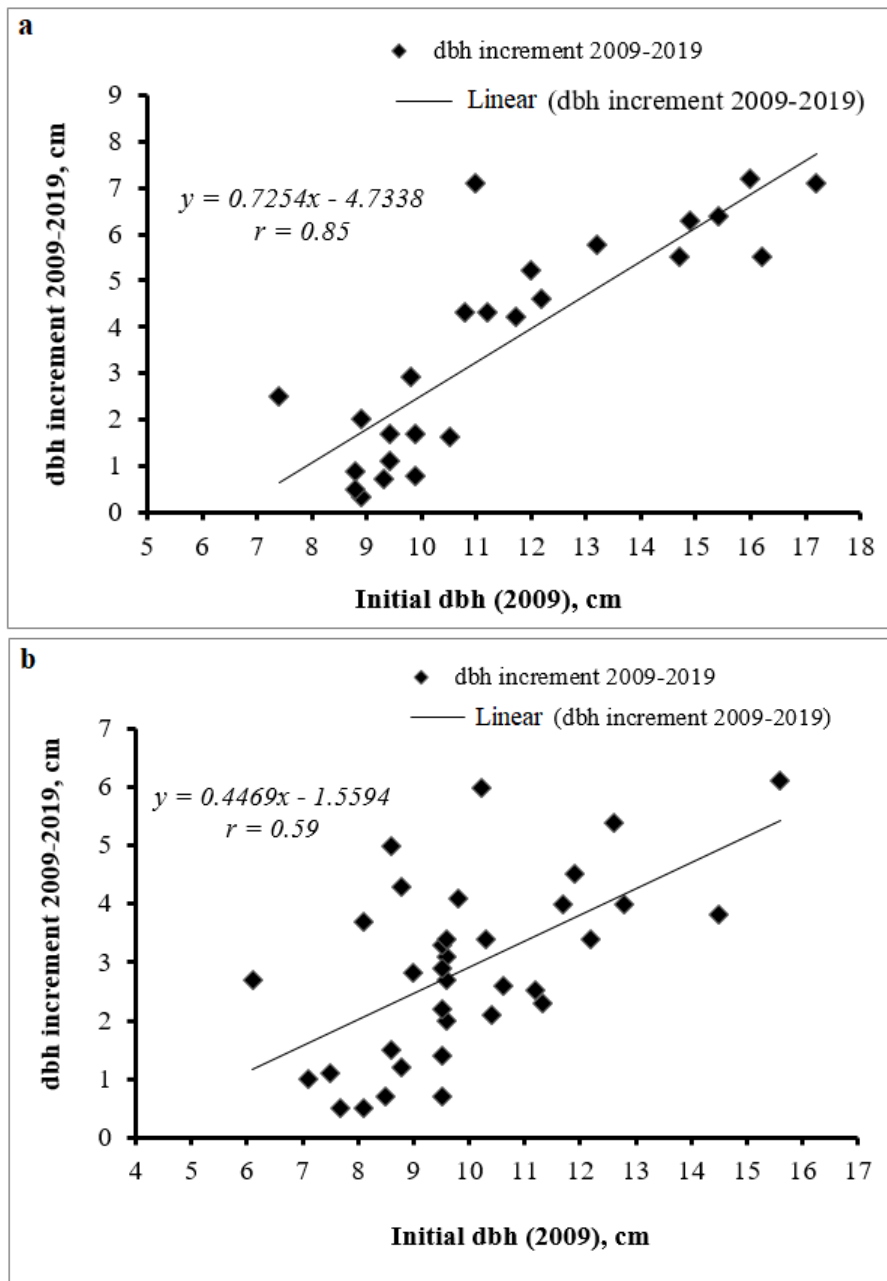 a
dbh increment 2009-2019
Linear (dbh increment 2009-2019)
y = 0.7254x - 4.7338
r = 0.85
dbh increment 2009-2019, cm
9
8
7
6
5
4
3
2
1
0
5 6 7 8 9 10 11 12 13 14 15 16 17 18
Initial dbh (2009), cm
b
dbh increment 2009-2019
Linear (dbh increment 2009-2019)
y = 0.4469x - 1.5594
r = 0.59
dbh increment 2009-2019, cm
7
6
5
4
3
2
1
0
4 5 6 7 8 9 10 11 12 13 14 15 16 17
Initial dbh (2009), cm